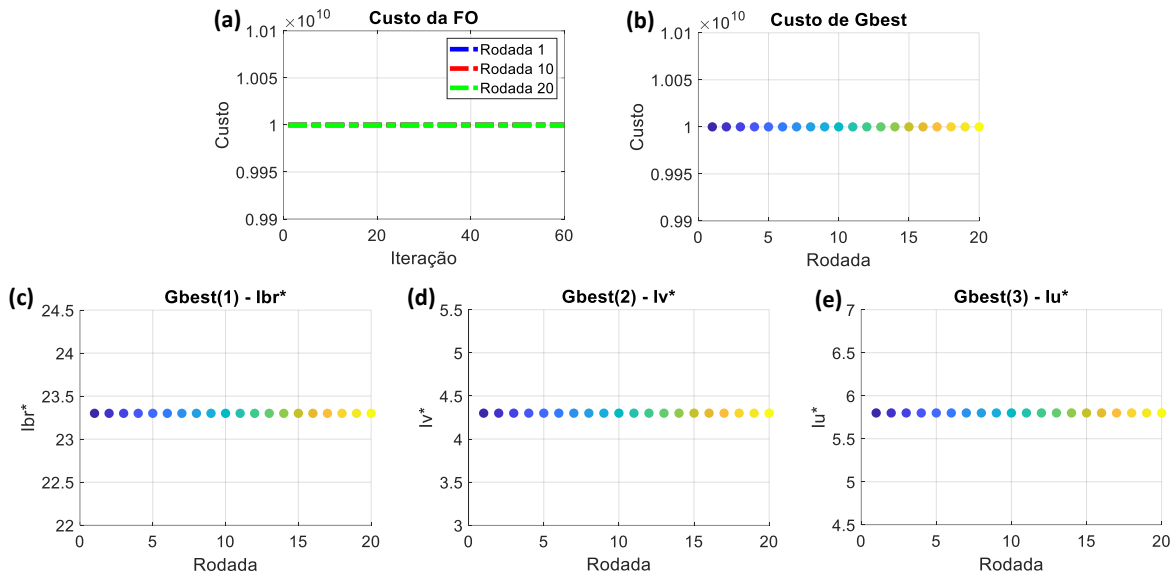 (a)
×10^10
Custo da FO
1.01
1.005
1
0.995
0.99
Custo
Rodada 1
Rodada 10
Rodada 20
0
20
40
60
Iteração
(b)
×10^10
Custo de Gbest
1.01
1.005
1
0.995
0.99
Custo
0
5
10
15
20
Rodada
(c)
Gbest(1) - Ibr*
24.5
24
23.5
23
22.5
22
Ibr*
0
5
10
15
20
Rodada
(d)
Gbest(2) - Iv*
5.5
5
4.5
4
3.5
3
Iv*
0
5
10
15
20
Rodada
(e)
Gbest(3) - Iu*
7
6.5
6
5.5
5
4.5
Iu*
0
5
10
15
20
Rodada